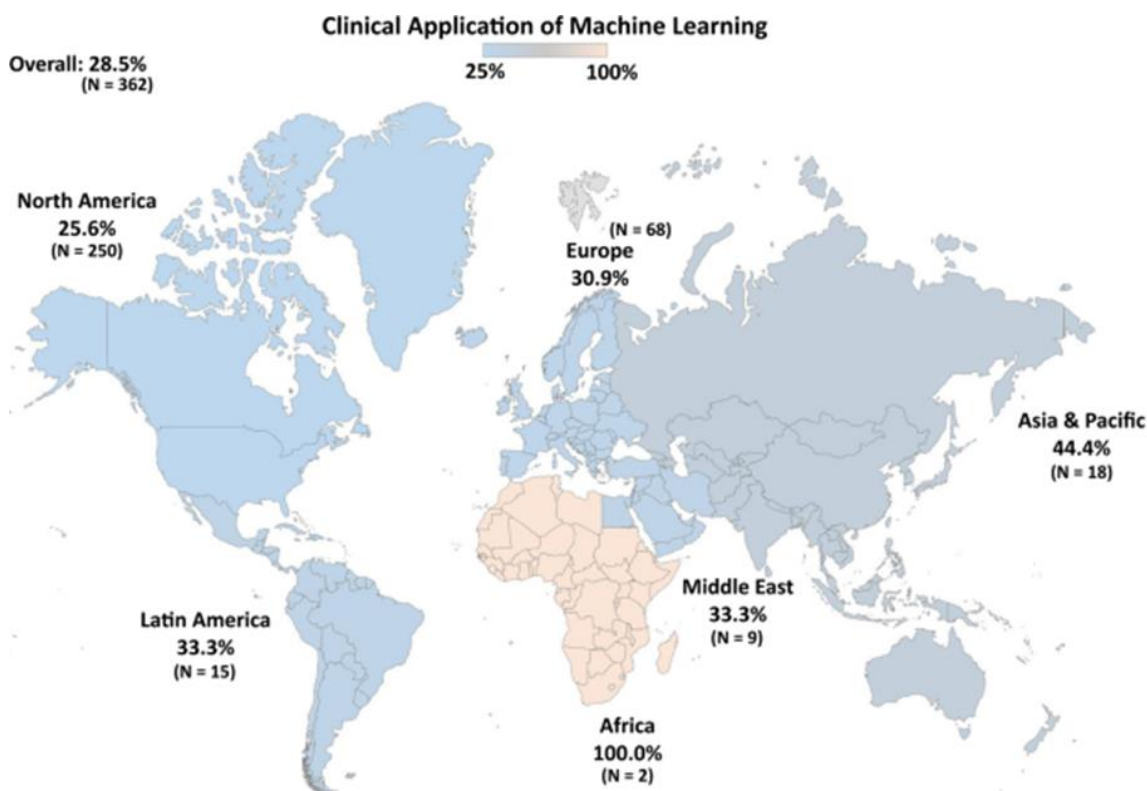 Clinical Application of Machine Learning
25% 100%
Overall: 28.5%
(N = 362)
North America
25.6%
(N = 250)
(N = 68)
Europe
30.9%
Asia & Pacific
44.4%
(N = 18)
Middle East
33.3%
(N = 9)
Latin America
33.3%
(N = 15)
Africa
100.0%
(N = 2)